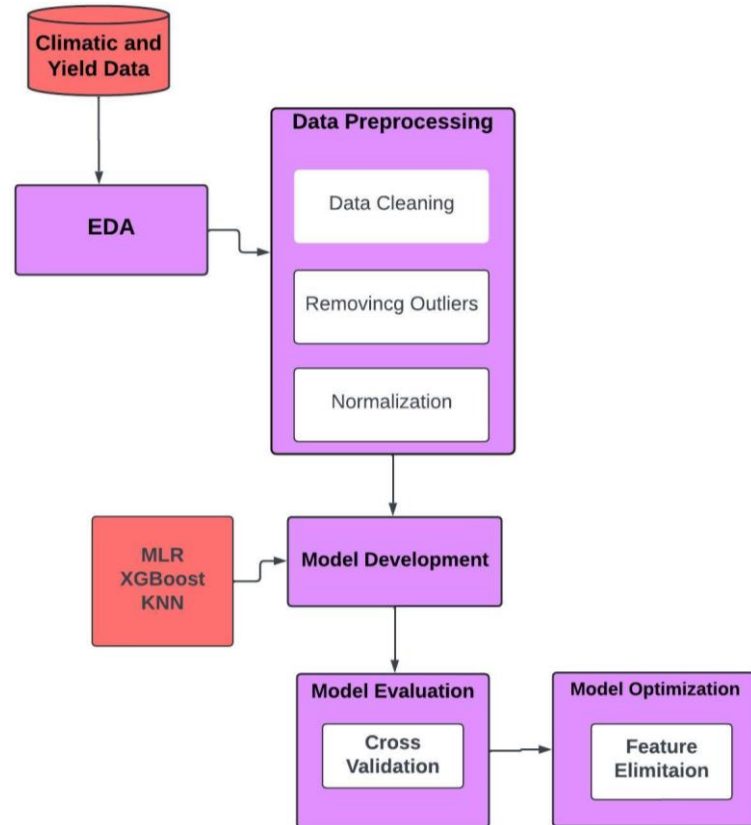 Climatic and
Yield Data
EDA
Data Preprocessing
Data Cleaning
Removincg Outliers
Normalization
MLR
XGBoost
KNN
Model Development
Model Evaluation
Cross
Validation
Model Optimization
Feature
Elimitaion